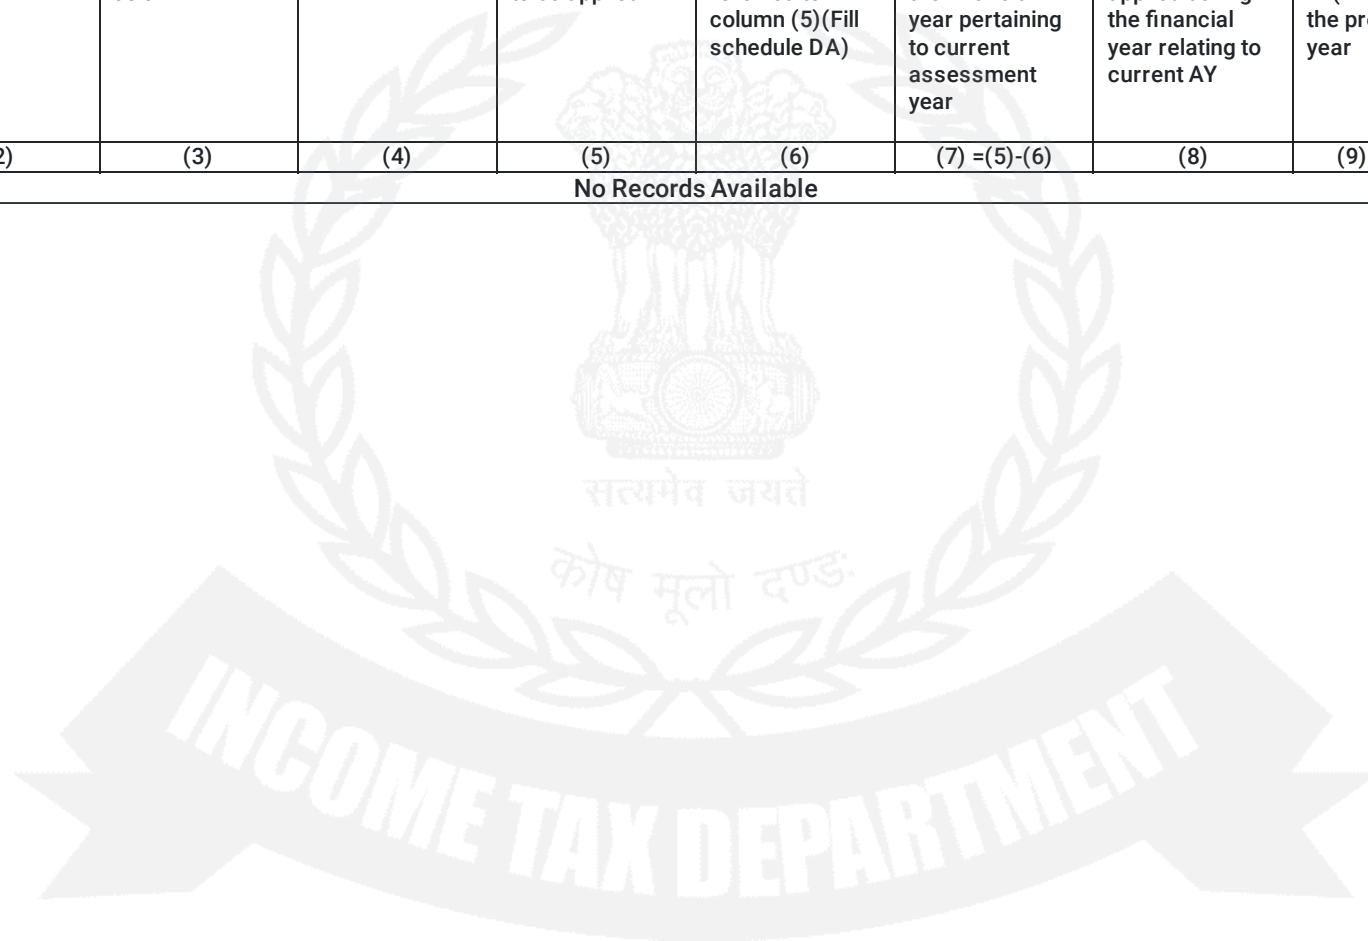 column (5)(Fill
schedule DA)
year pertaining
to current
assessment
year
the financial
year relating to
current AY
year
(3)
(4)
(5)
(6)
(7) =(5)-(6)
(8)
(9)
No Records Available
सत्यमेव जयते
कोष मूलो दण्डः
INCOME TAX DEPARTMENT